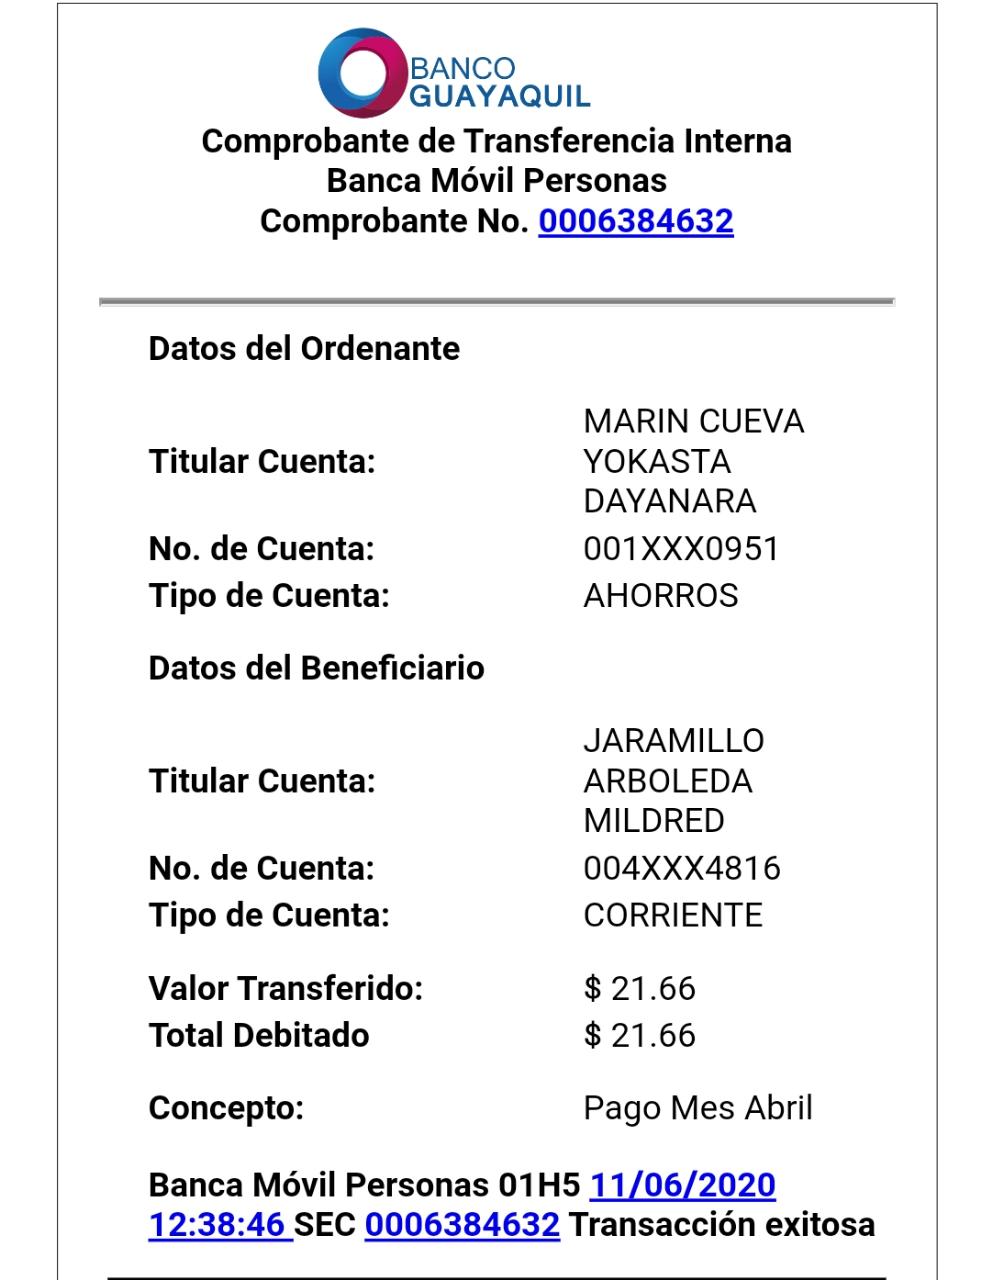 BANCO
GUAYAQUIL
Comprobante de Transferencia Interna
Banca Móvil Personas
Comprobante No. 0006384632
Datos del Ordenante
Titular Cuenta: MARIN CUEVA
YOKASTA
DAYANARA
No. de Cuenta: 001XXX0951
Tipo de Cuenta: AHORROS
Datos del Beneficiario
Titular Cuenta: JARAMILLO
ARBOLEDA
MILDRED
No. de Cuenta: 004XXX4816
Tipo de Cuenta: CORRIENTE
Valor Transferido: $ 21.66
Total Debitado $ 21.66
Concepto: Pago Mes Abril
Banca Móvil Personas 01H5 11/06/2020
12:38:46 SEC 0006384632 Transacción exitosa